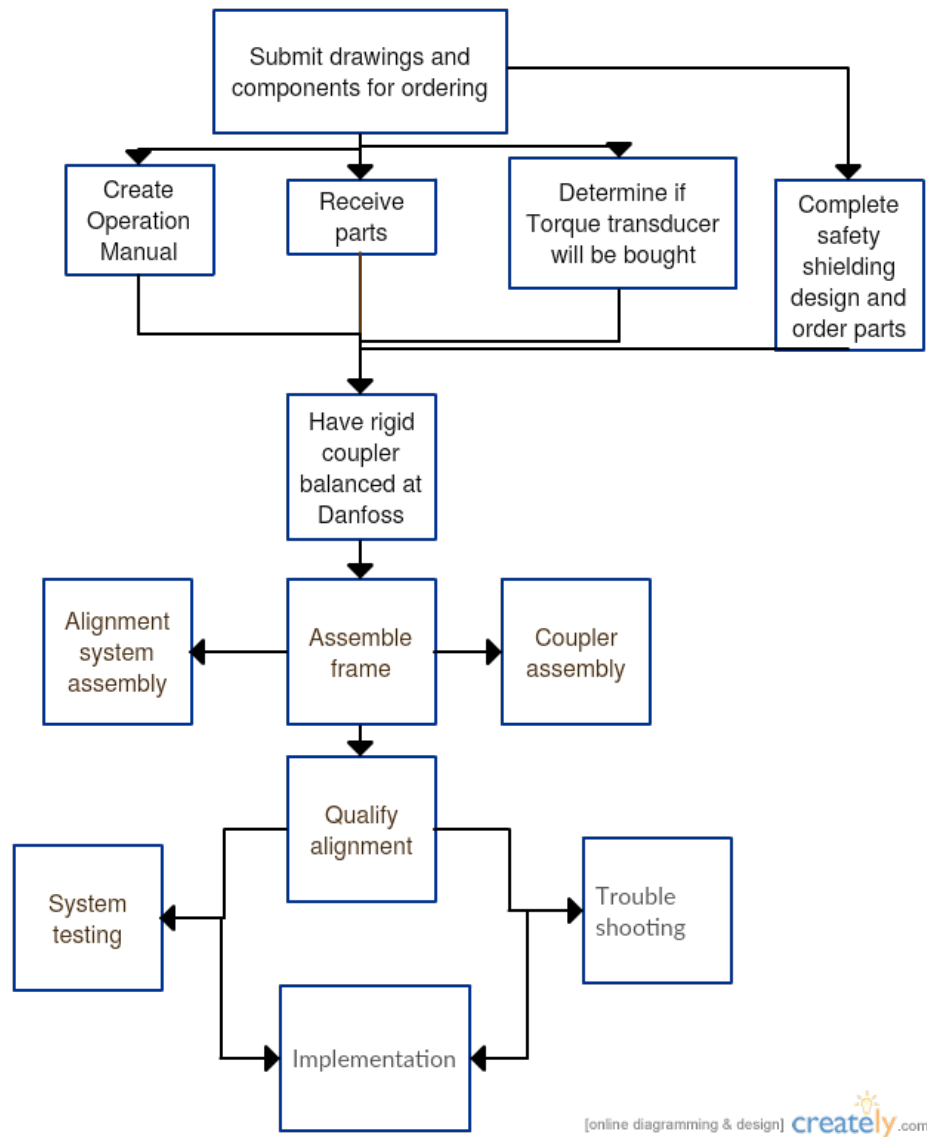 Submit drawings and
components for ordering
Create
Operation
Manual
Receive
parts
Determine if
Torque transducer
will be bought
Complete
safety
shielding
design and
order parts
Have rigid
coupler
balanced at
Danfoss
Alignment
system
assembly
Assemble
frame
Coupler
assembly
Qualify
alignment
System
testing
Trouble
shooting
Implementation
[online diagramming & design] creately.com